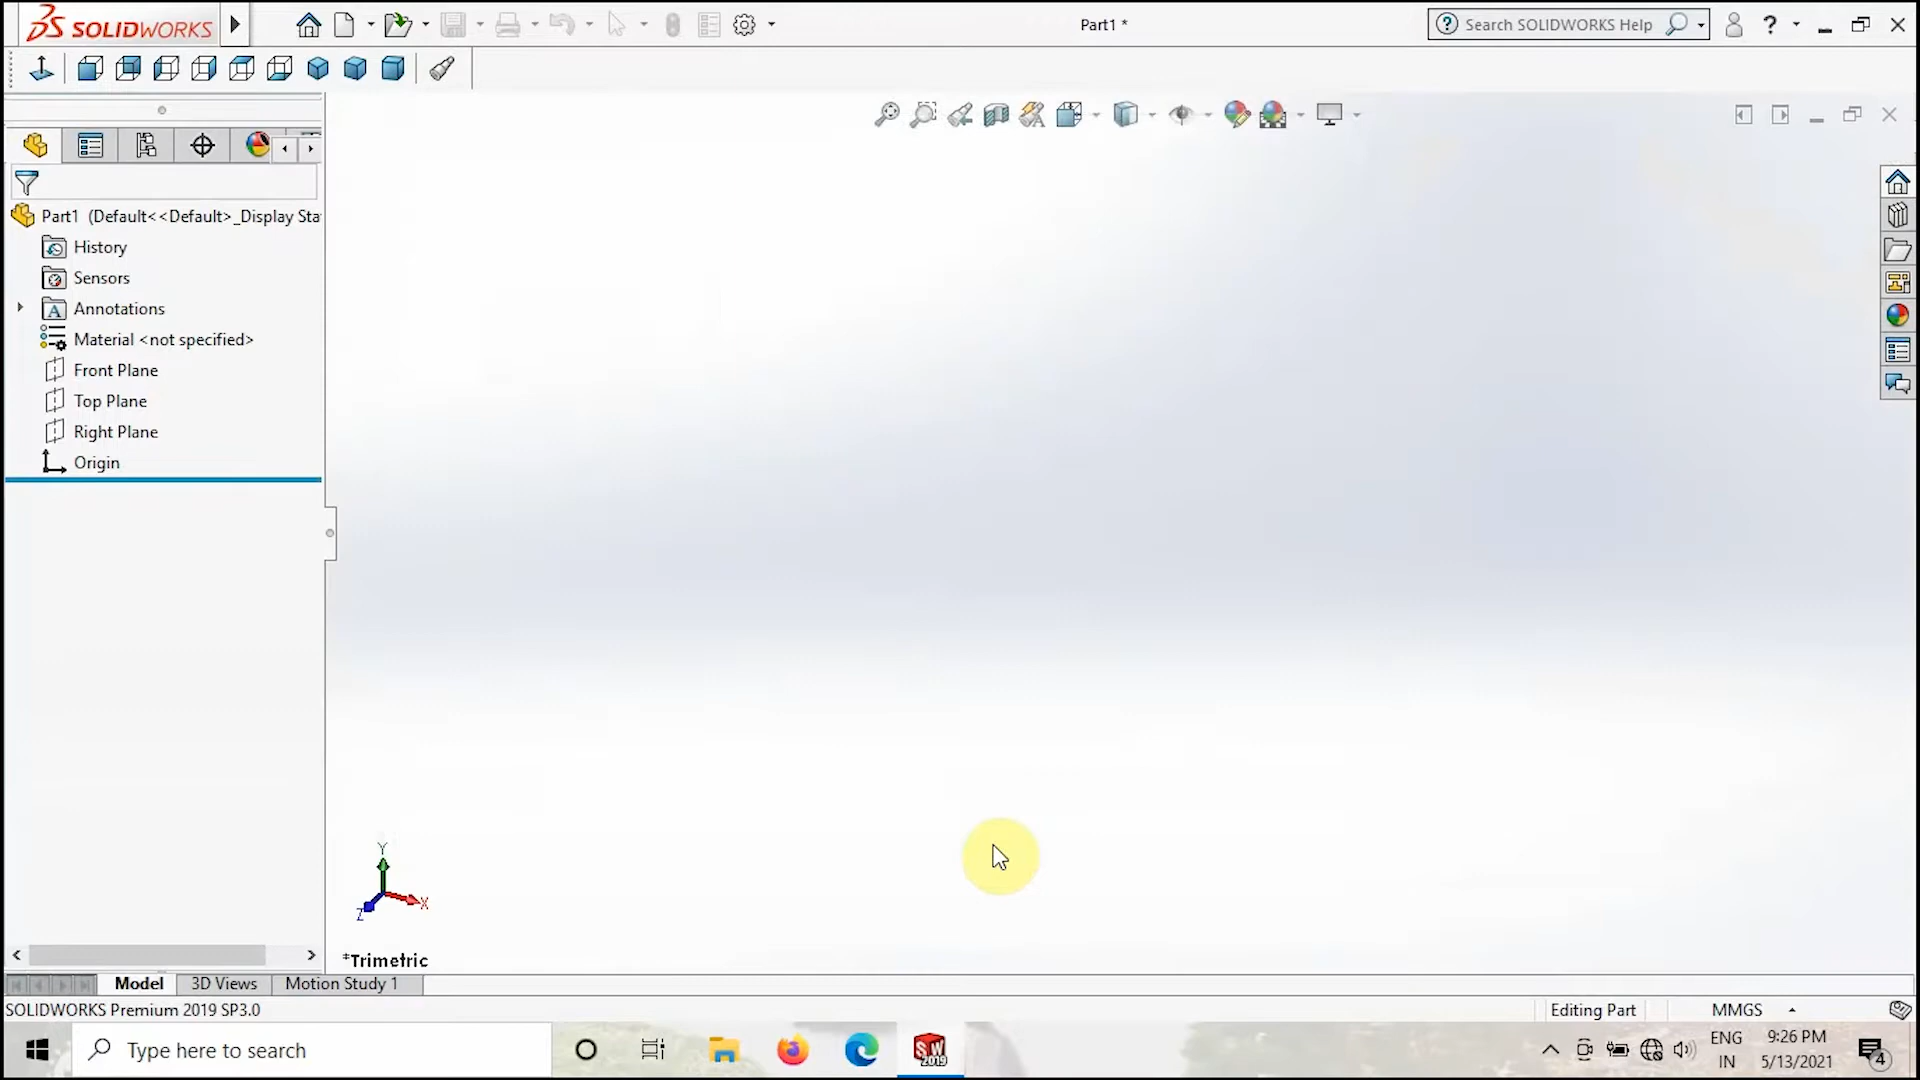 SOLIDWORKS
Part1 *
Search SOLIDWORKS Help
Part1 (Default<<Default>_Display Sta
History
Sensors
Annotations
Material <not specified>
Front Plane
Top Plane
Right Plane
Origin
Y
X
Z
*Trimetric
Model
3D Views
Motion Study 1
SOLIDWORKS Premium 2019 SP3.0
Editing Part
MMGS
Type here to search
SW
2019
ENG
IN
9:26 PM
5/13/2021
4